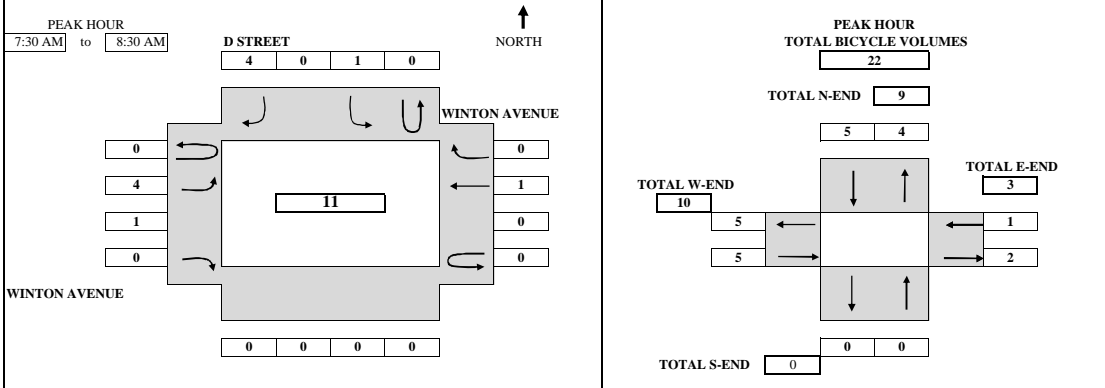 PEAK HOUR
7:30 AM to 8:30 AM
D STREET
NORTH
4 0 1 0
WINTON AVENUE
0 0
4 1
11
1 0
0 0
WINTON AVENUE
0 0 0 0
PEAK HOUR
TOTAL BICYCLE VOLUMES
22
TOTAL N-END 9
5 4
TOTAL E-END
3
TOTAL W-END
10
5 1
5 2
0 0
TOTAL S-END 0